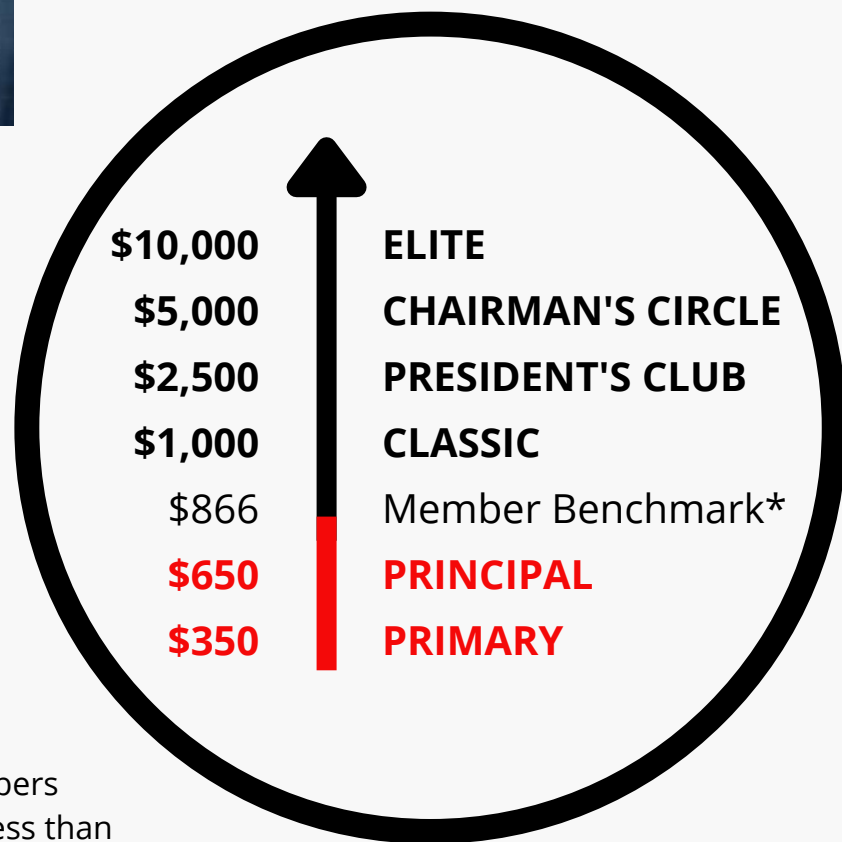 $10,000 ELITE
$5,000 CHAIRMAN'S CIRCLE
$2,500 PRESIDENT'S CLUB
$1,000 CLASSIC
$866 Member Benchmark*
$650 PRINCIPAL
$350 PRIMARY
than